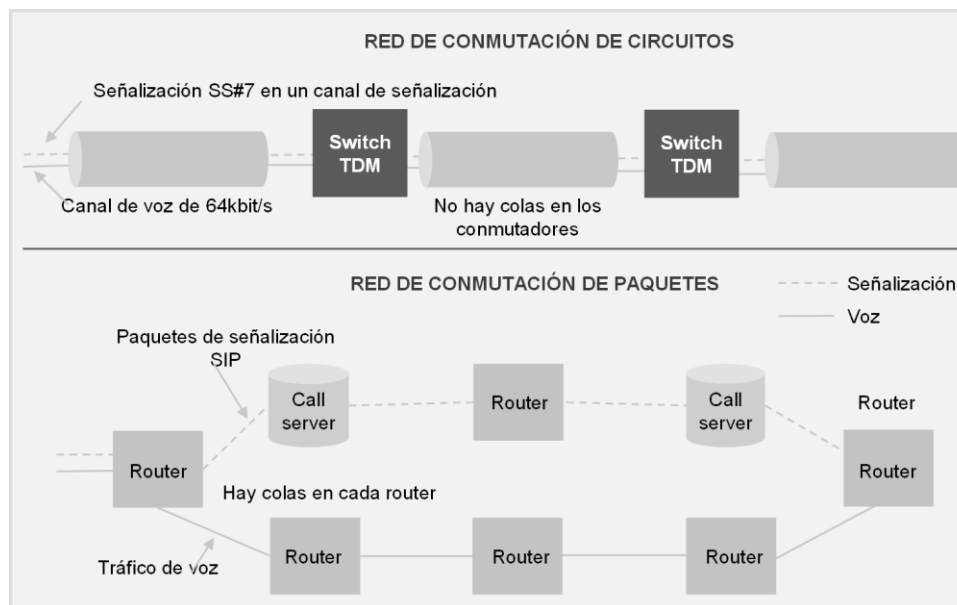 RED DE CONMUTACIÓN DE CIRCUITOS
Señalización SS#7 en un canal de señalización
Switch
TDM
Switch
TDM
Canal de voz de 64kbit/s
No hay colas en los
conmutadores
RED DE CONMUTACIÓN DE PAQUETES
Señalización
Voz
Paquetes de señalización
SIP
Call
server
Router
Call
server
Router
Router
Router
Hay colas en cada router
Tráfico de voz
Router
Router
Router